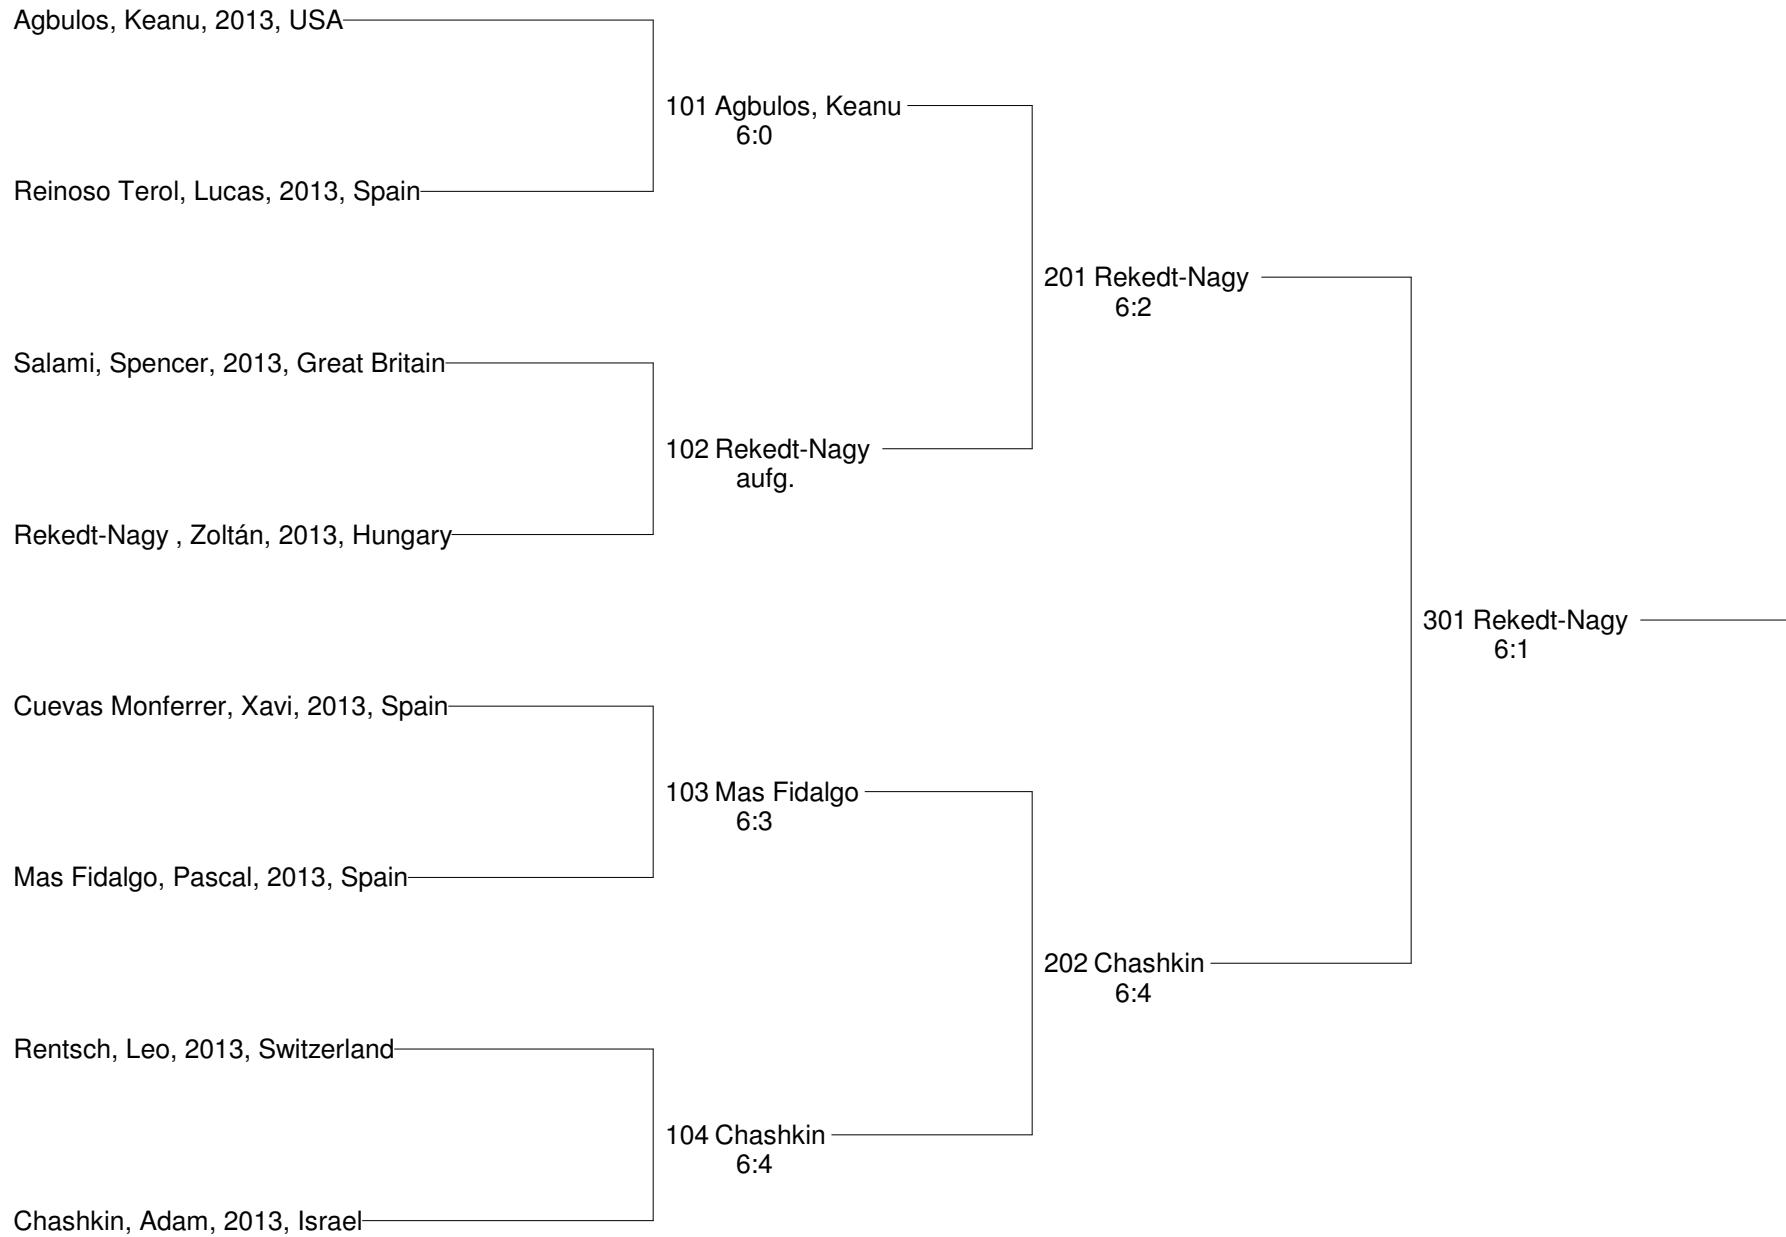 Agbulos, Keanu, 2013, USA
101 Agbulos, Keanu
6:0
Reinoso Terol, Lucas, 2013, Spain
201 Rekedt-Nagy
6:2
Salami, Spencer, 2013, Great Britain
102 Rekedt-Nagy
aufg.
Rekedt-Nagy , Zoltán, 2013, Hungary
301 Rekedt-Nagy
6:1
Cuevas Monferrer, Xavi, 2013, Spain
103 Mas Fidalgo
6:3
Mas Fidalgo, Pascal, 2013, Spain
202 Chashkin
6:4
Rentsch, Leo, 2013, Switzerland
104 Chashkin
6:4
Chashkin, Adam, 2013, Israel